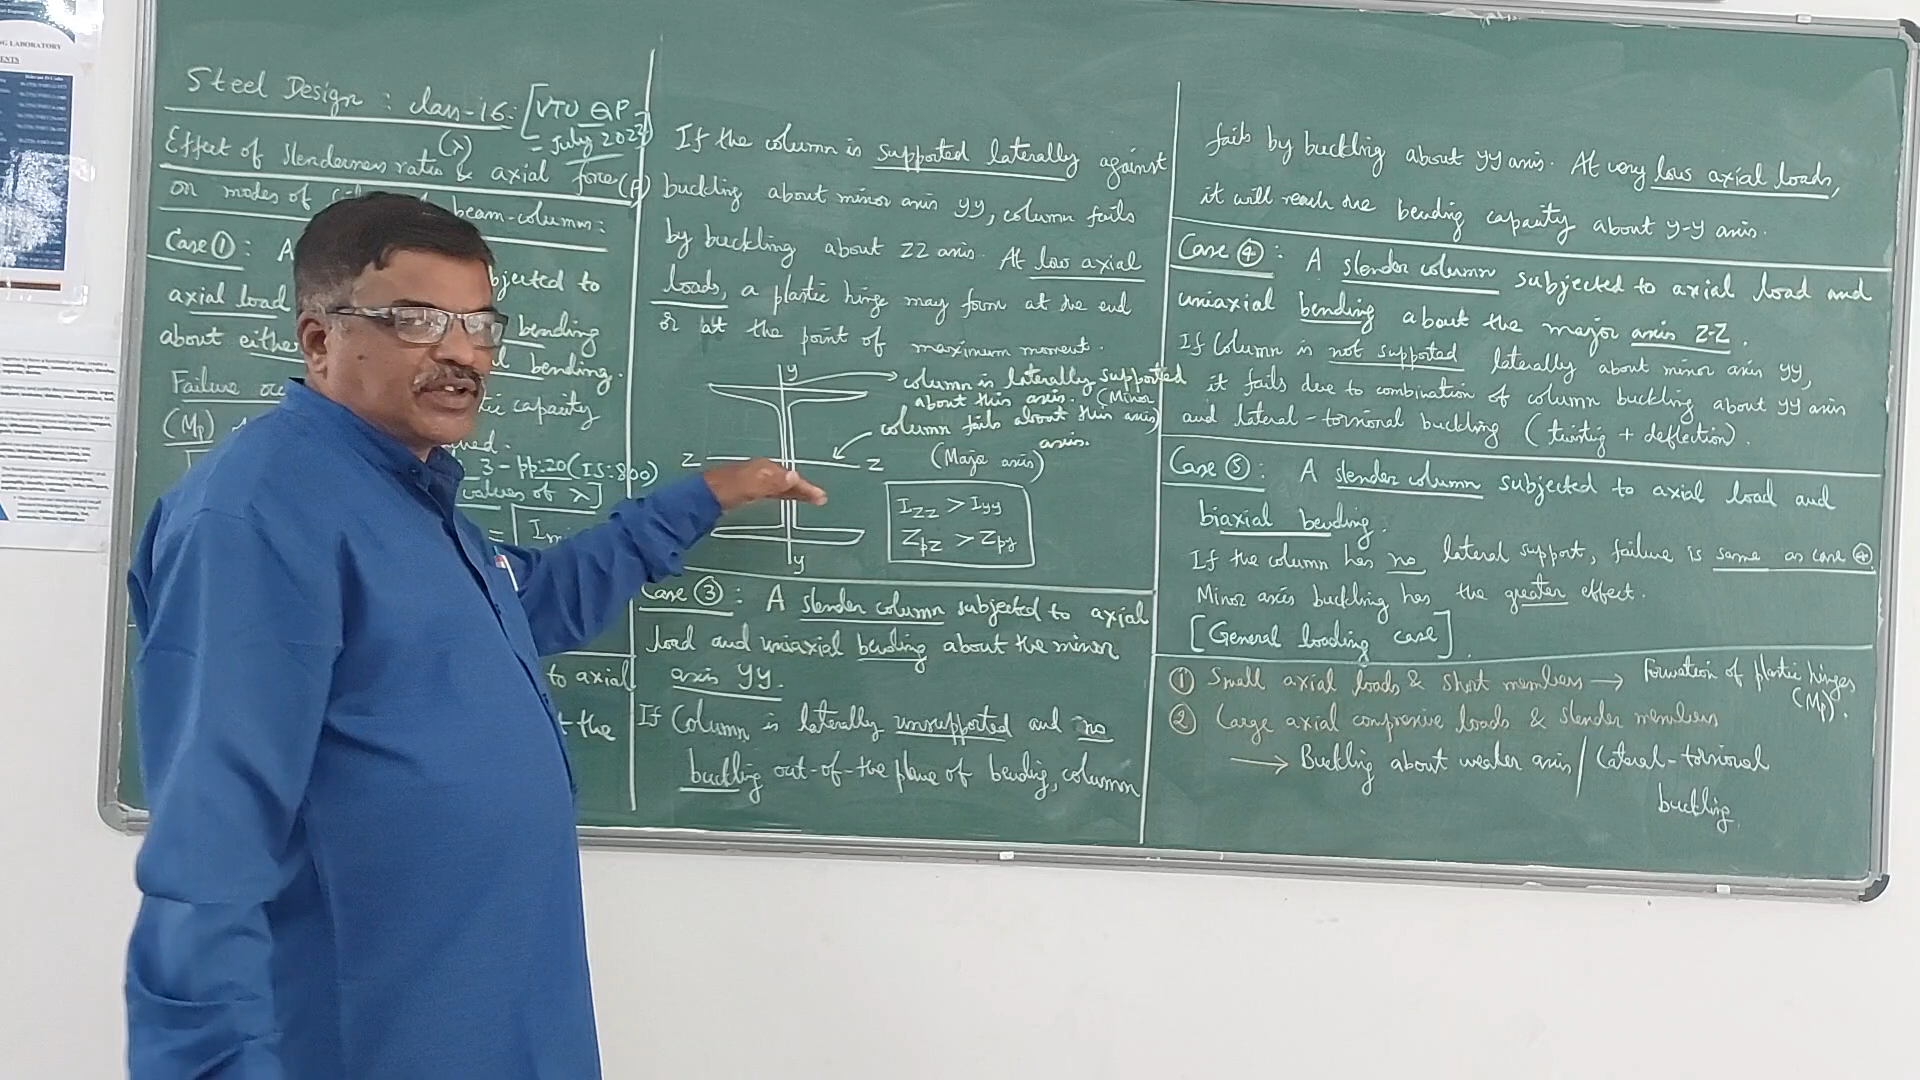 NG LABORATORY
Steel Design : class-16: [VTU QP
- July 2023]
Effect of slenderness ratio (λ) & axial force (P)
on modes of beam-columns:
Case ① : A bjected to
axial load bending
about either l bending.
Failure oc tic capacity
(Mp)
3 - pp:20 (IS:800)
values of λ]
=
to axial
t the
If the column is supported laterally against
buckling about minor axis yy, column fails
by buckling about zz axis. At low axial
loads, a plastic hinge may form at the end
or at the point of maximum moment.
y
column is laterally supported
about this axis. (Minor
axis)
column fails about this
axis.
(Major axis)
Z Z
Izz > Iyy
Zpz > Zpy
y
Case ③ : A slender column subjected to axial
load and uniaxial bending about the minor
axis YY.
If Column is laterally unsupported and no
buckling out-of-the plane of bending, column
fails by buckling about yy axis. At very low axial loads,
it will reach the bending capacity about y-y axis.
Case ④ : A slender column subjected to axial load and
uniaxial bending about the major axis Z-Z.
If Column is not supported laterally about minor axis yy,
it fails due to combination of column buckling about yy axis
and lateral-torsional buckling (twisting + deflection).
Case ⑤ : A slender column subjected to axial load and
biaxial bending.
If the column has no lateral support, failure is same as case ④
Minor axis buckling has the greater effect.
[General loading case].
① Small axial loads & short members → Formation of plastic hinges
(Mp).
② Large axial compressive loads & slender members
→ Buckling about weaker axis / Lateral-torsional
buckling.